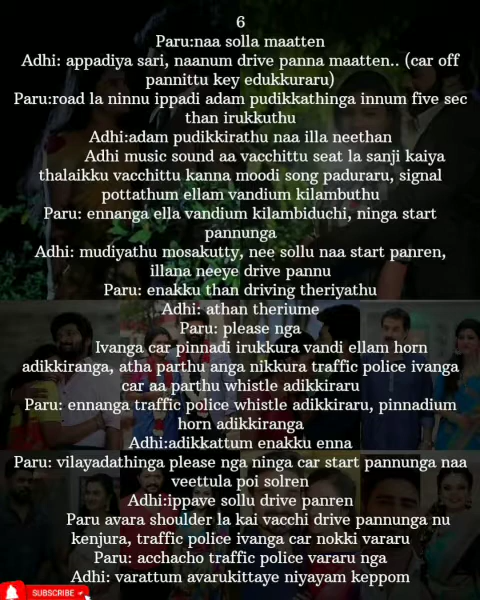 6
Paru:naa solla maatten
Adhi: appadiya sari, naanum drive panna maatten.. (car off
pannittu key edukkuraru)
Paru:road la ninnu ippadi adam pudikkathinga innum five sec
than irukkuthu
Adhi:adam pudikkirathu naa illa neethan
Adhi music sound aa vacchittu seat la sanji kaiya
thalaikku vacchittu kanna moodi song paduraru, signal
pottathum ellam vandium kilambuthu
Paru: ennanga ella vandium kilambiduchi, ninga start
pannunga
Adhi: mudiyathu mosakutty, nee sollu naa start panren,
illana neeye drive pannu
Paru: enakku than driving theriyathu
Adhi: athan theriume
Paru: please nga
Ivanga car pinnadi irukkura vandi ellam horn
adikkiranga, atha parthu anga nikkura traffic police ivanga
car aa parthu whistle adikkiraru
Paru: ennanga traffic police whistle adikkiraru, pinnadium
horn adikkiranga
Adhi:adikkattum enakku enna
Paru: vilayadathinga please nga ninga car start pannunga naa
veettula poi solren
Adhi:ippave sollu drive panren
Paru avara shoulder la kai vacchi drive pannunga nu
kenjura, traffic police ivanga car nokki vararu
Paru: acchacho traffic police vararu nga
Adhi: varattum avarukittaye niyayam keppom
SUBSCRIBE